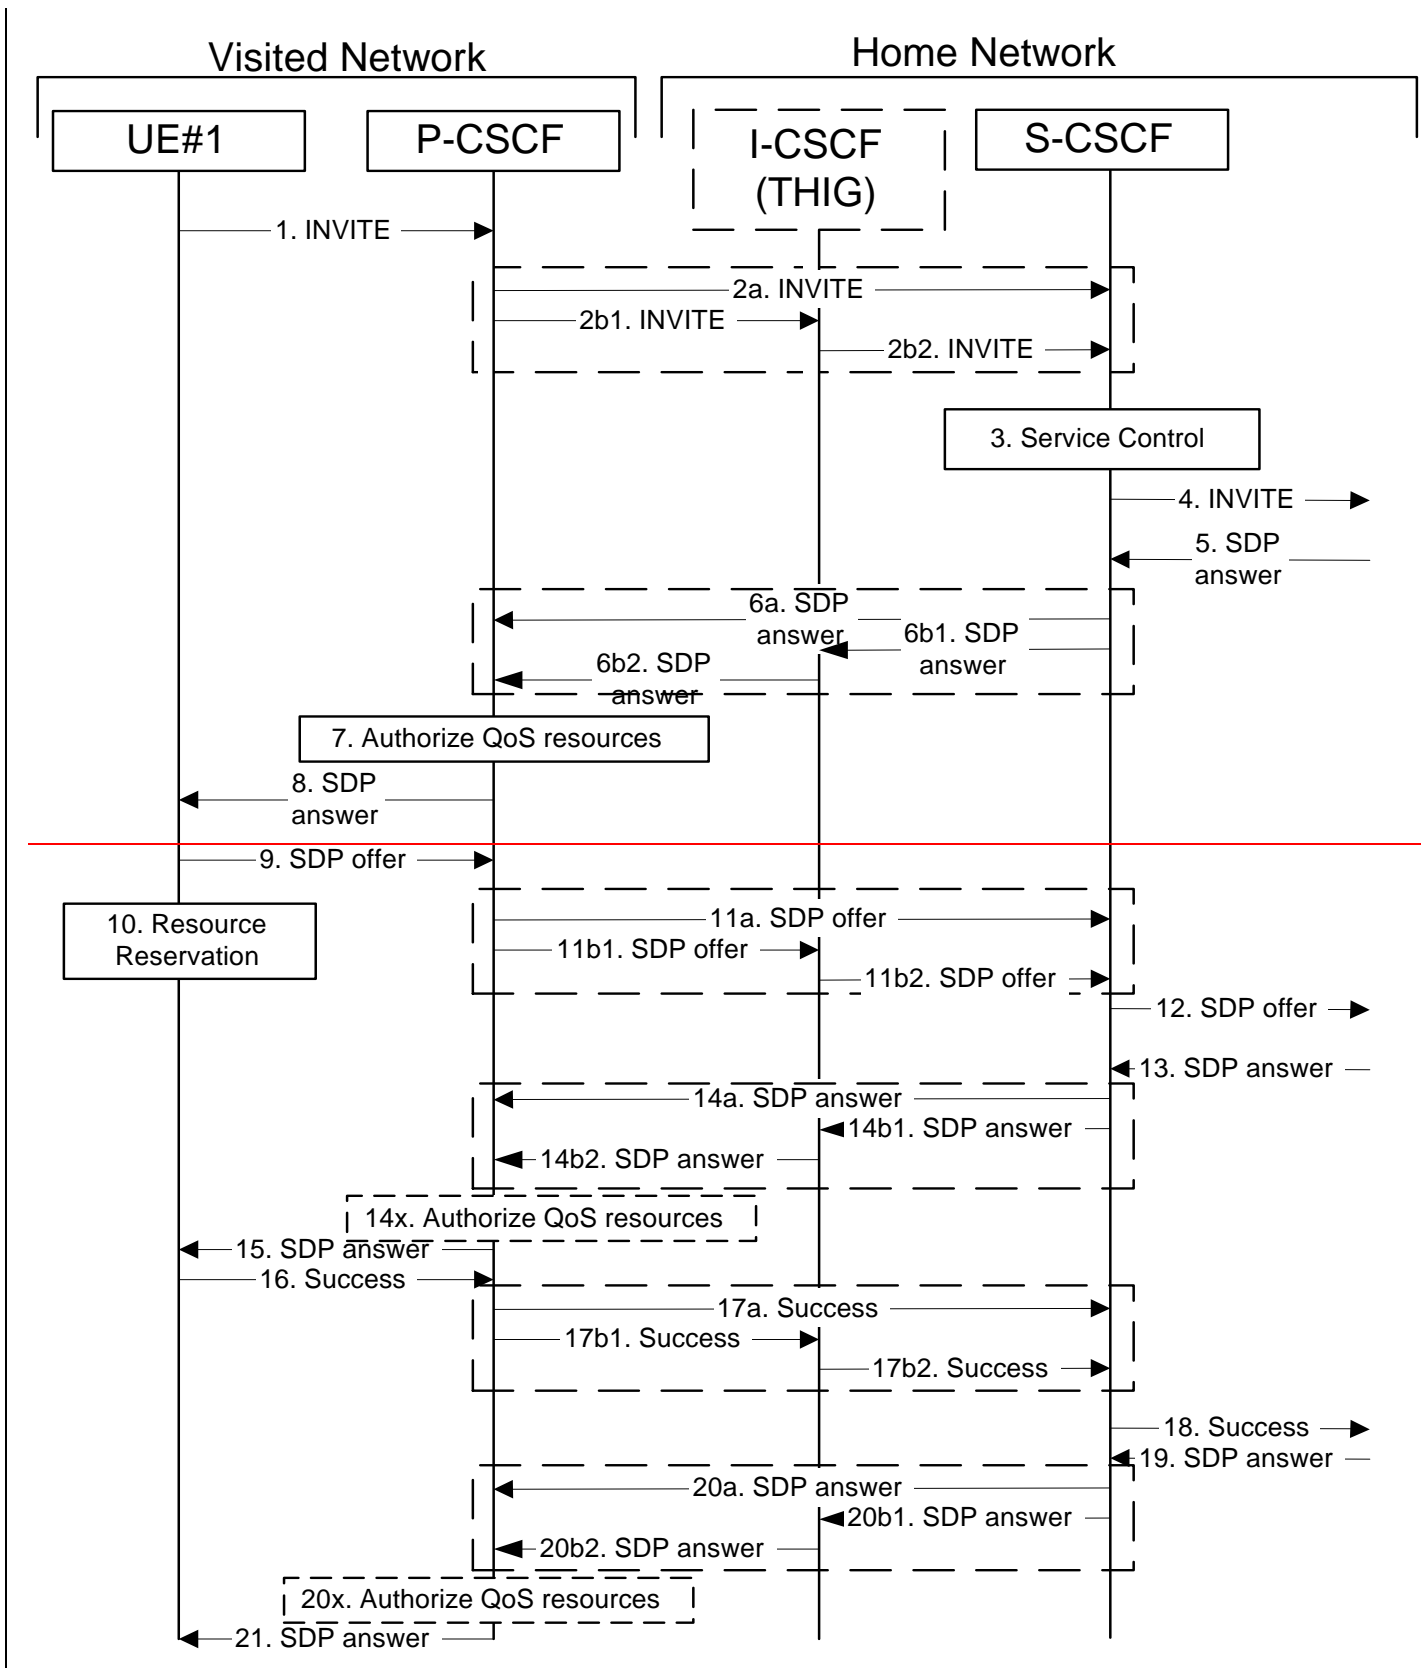 Visited Network
Home Network
UE#1
P-CSCF
I-CSCF
(THIG)
S-CSCF
1. INVITE
2a. INVITE
2b1. INVITE
2b2. INVITE
3. Service Control
4. INVITE
5. SDP
answer
6a. SDP
answer
6b1. SDP
answer
6b2. SDP
answer
7. Authorize QoS resources
8. SDP
answer
9. SDP offer
10. Resource
Reservation
11a. SDP offer
11b1. SDP offer
11b2. SDP offer
12. SDP offer
13. SDP answer
14a. SDP answer
14b1. SDP answer
14b2. SDP answer
14x. Authorize QoS resources
15. SDP answer
16. Success
17a. Success
17b1. Success
17b2. Success
18. Success
19. SDP answer
20a. SDP answer
20b1. SDP answer
20b2. SDP answer
20x. Authorize QoS resources
21. SDP answer